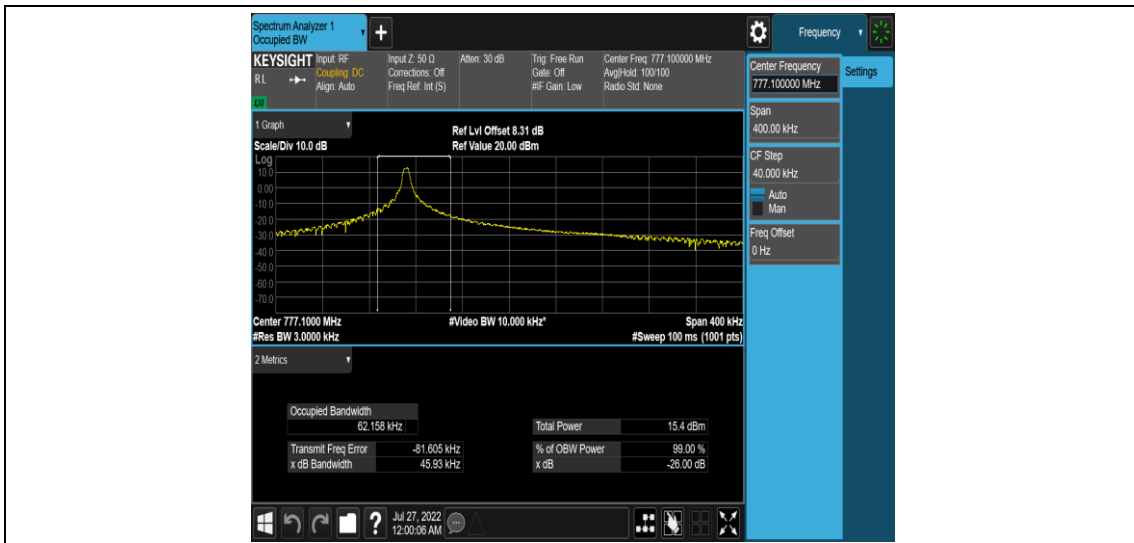 Spectrum Analyzer 1
Occupied BW
Frequency
KEYSIGHT
RL
Input: RF
Coupling: DC
Align: Auto
Input Z: 50 Ω
Corrections: Off
Freq Ref: Int (S)
Atten: 30 dB
Trig: Free Run
Gate: Off
#IF Gain: Low
Center Freq: 777.100000 MHz
Avg|Hold: 100/100
Radio Std: None
Center Frequency
777.100000 MHz
Settings
Span
400.00 kHz
CF Step
40.000 kHz
Auto
Man
Freq Offset
0 Hz
1 Graph
Ref Lvl Offset 8.31 dB
Scale/Div 10.0 dB
Ref Value 20.00 dBm
Log
10.0
0.00
-10.0
-20.0
-30.0
-40.0
-50.0
-60.0
-70.0
Center 777.1000 MHz
#Video BW 10.000 kHz*
Span 400 kHz
#Res BW 3.0000 kHz
#Sweep 100 ms (1001 pts)
2 Metrics
Occupied Bandwidth
62.158 kHz
Total Power 15.4 dBm
Transmit Freq Error -81.605 kHz
% of OBW Power 99.00 %
x dB Bandwidth 45.93 kHz
x dB -26.00 dB
?
Jul 27, 2022
12:00:06 AM